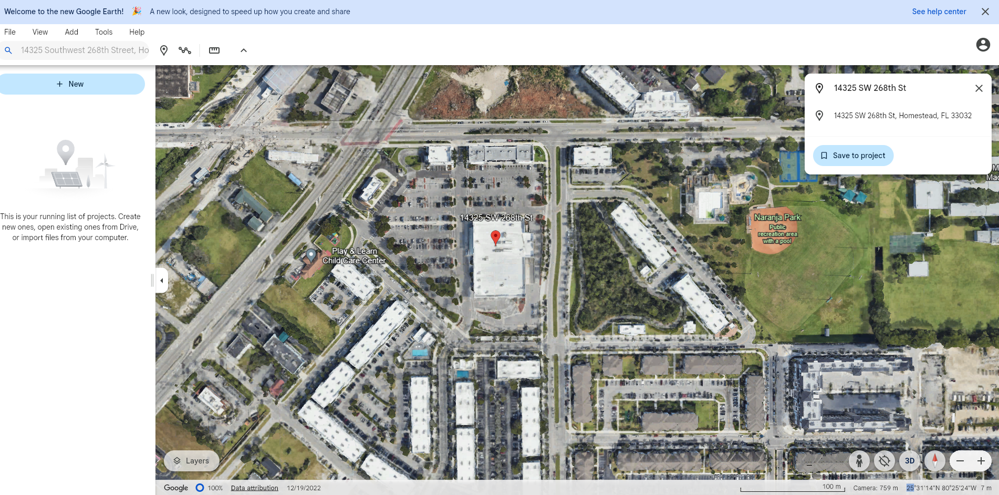 Welcome to the new Google Earth! 🎉 A new look, designed to speed up how you create and share See help center
File View Add Tools Help
14325 Southwest 268th Street, Ho
New
This is your running list of projects. Create
new ones, open existing ones from Drive,
or import files from your computer.
14325 SW 268th St
14325 SW 268th St, Homestead, FL 33032
Save to project
14325 SW 268th St
Play & Learn
Child Care Center
Naranja Park
Public
recreation area
with a pool
M
Mac
Layers
3D
Google 100% Data attribution 12/19/2022 100 m Camera: 759 m 25°31'14"N 80°25'24"W 7 m